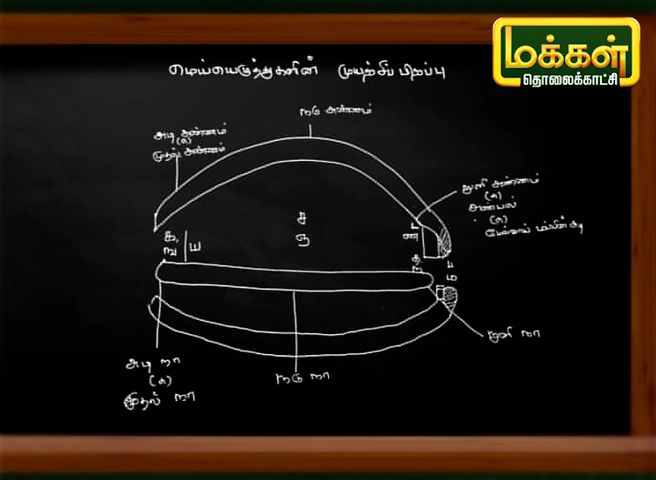 மக்கள்
தொலைக்காட்சி
மெய்யெழுத்துகளின் முயற்சிப் பிறப்பு
நடு அண்ணம்
அடி அண்ணம்
(அ)
முதல் அண்ணம்
நுனி அண்ணம்
(அ)
அண்பல்
(அ)
ச
ஞ
ட
ண
க,
ங
ய
த
ந
ப
ம
நுனி நா
அடி நா
(அ)
முதல் நா
நடு நா